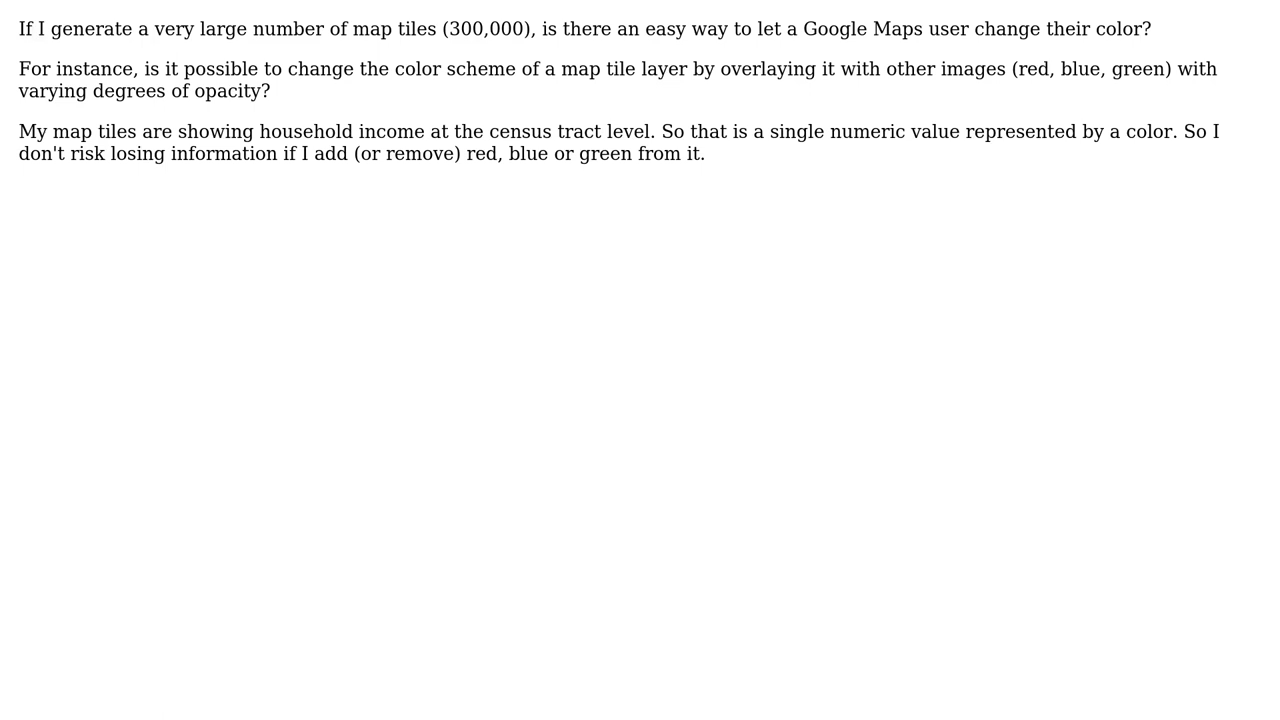 If I generate a very large number of map tiles (300,000), is there an easy way to let a Google Maps user change their color?
For instance, is it possible to change the color scheme of a map tile layer by overlaying it with other images (red, blue, green) with
varying degrees of opacity?
My map tiles are showing household income at the census tract level. So that is a single numeric value represented by a color. So I
don't risk losing information if I add (or remove) red, blue or green from it.